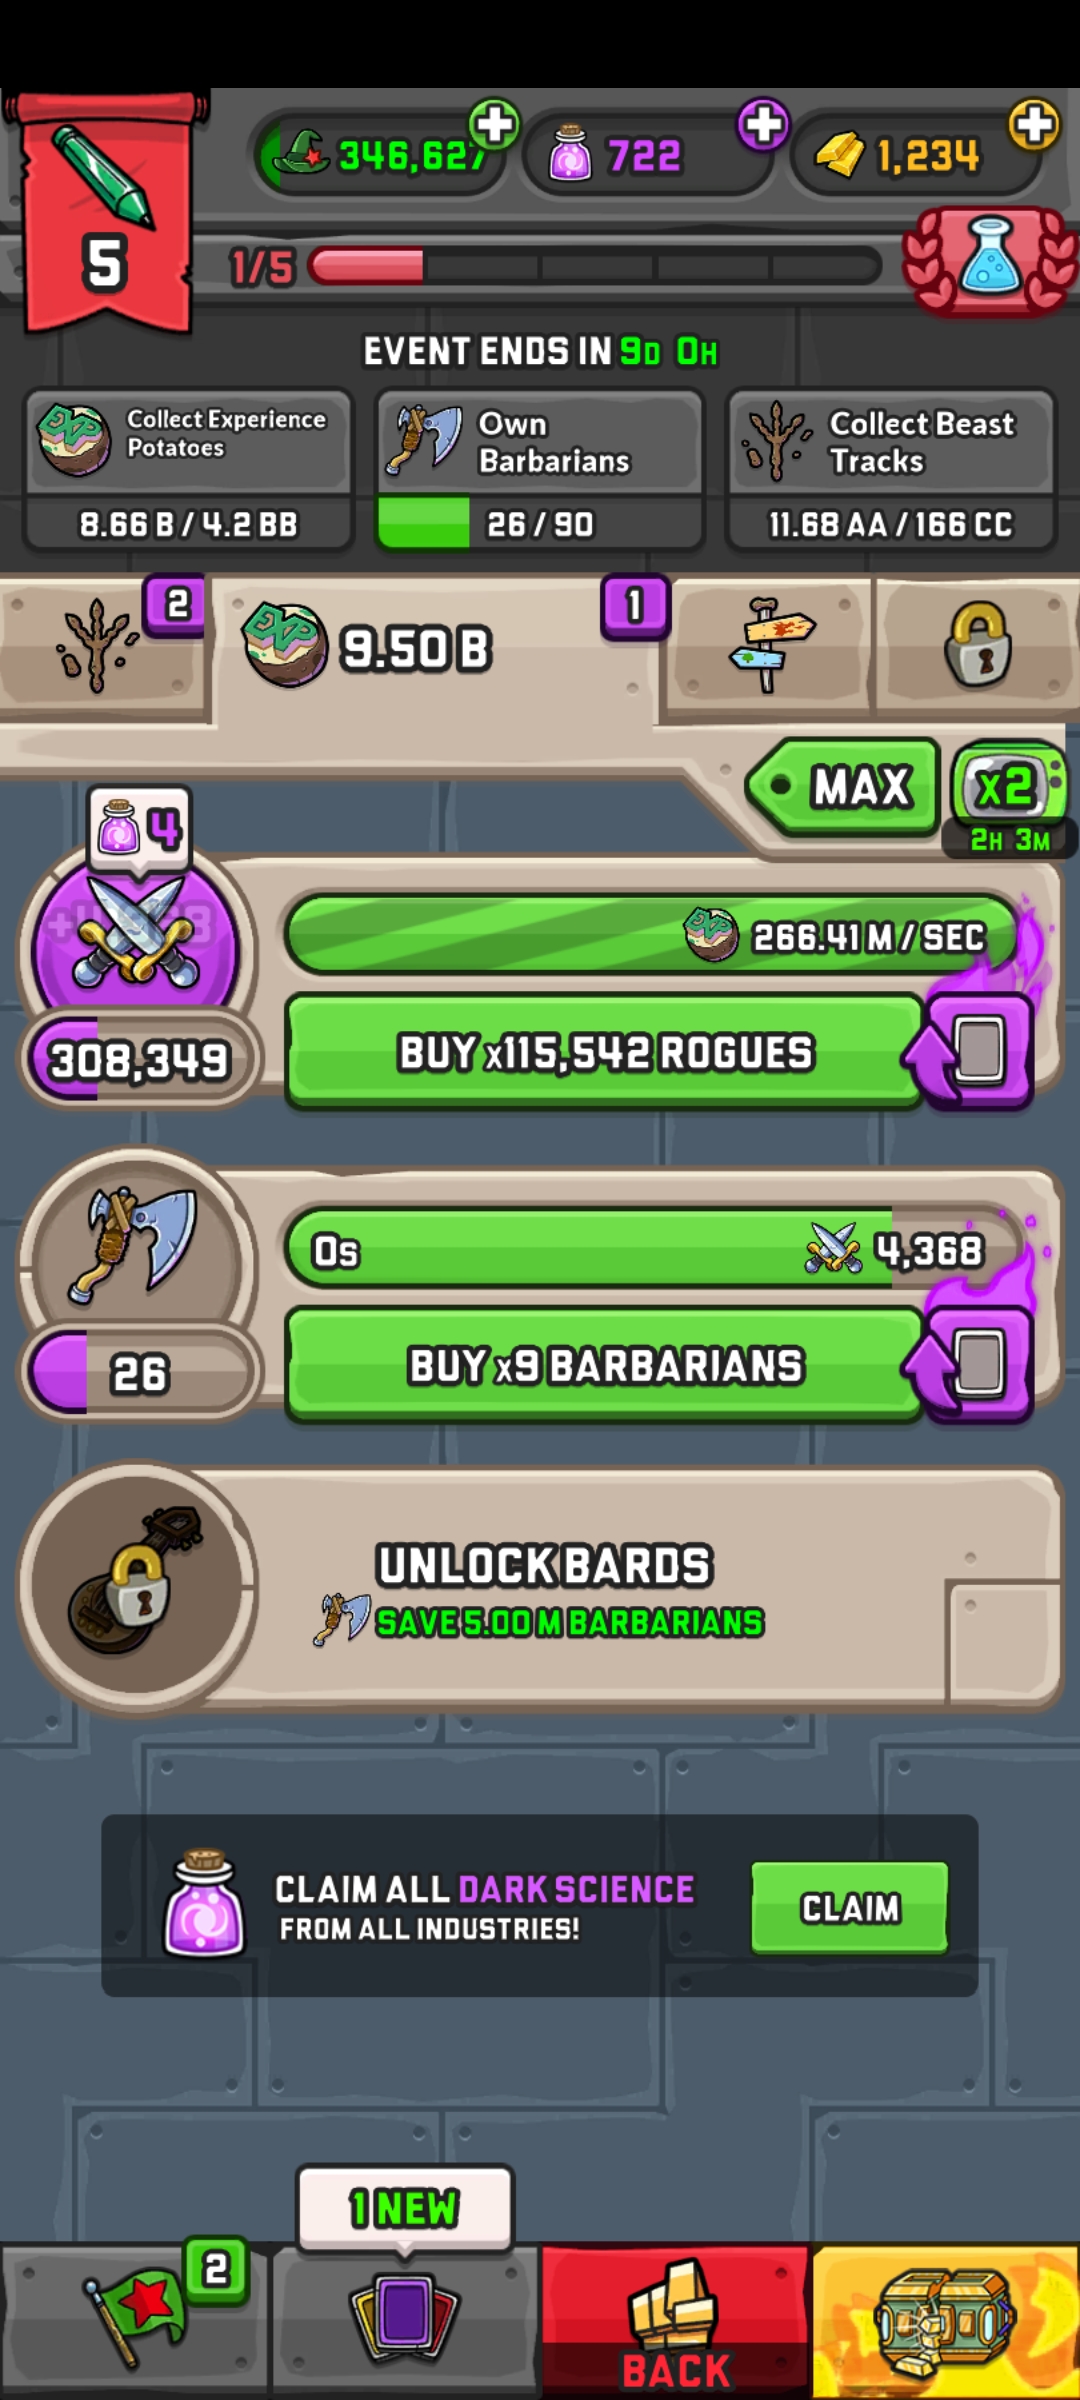 346,627
722
1,234
5
1/5
EVENT ENDS IN 9D 0H
Collect Experience
Potatoes
8.66 B / 4.2 BB
Own
Barbarians
26 / 90
Collect Beast
Tracks
11.68 AA / 166 CC
2
EXP
9.50 B
1
MAX
x2
2H 3M
4
266.41 M / SEC
308,349
BUY x115,542 ROGUES
0s
4,368
26
BUY x9 BARBARIANS
UNLOCK BARDS
SAVE 5.00 M BARBARIANS
CLAIM ALL DARK SCIENCE
FROM ALL INDUSTRIES!
CLAIM
1 NEW
2
BACK